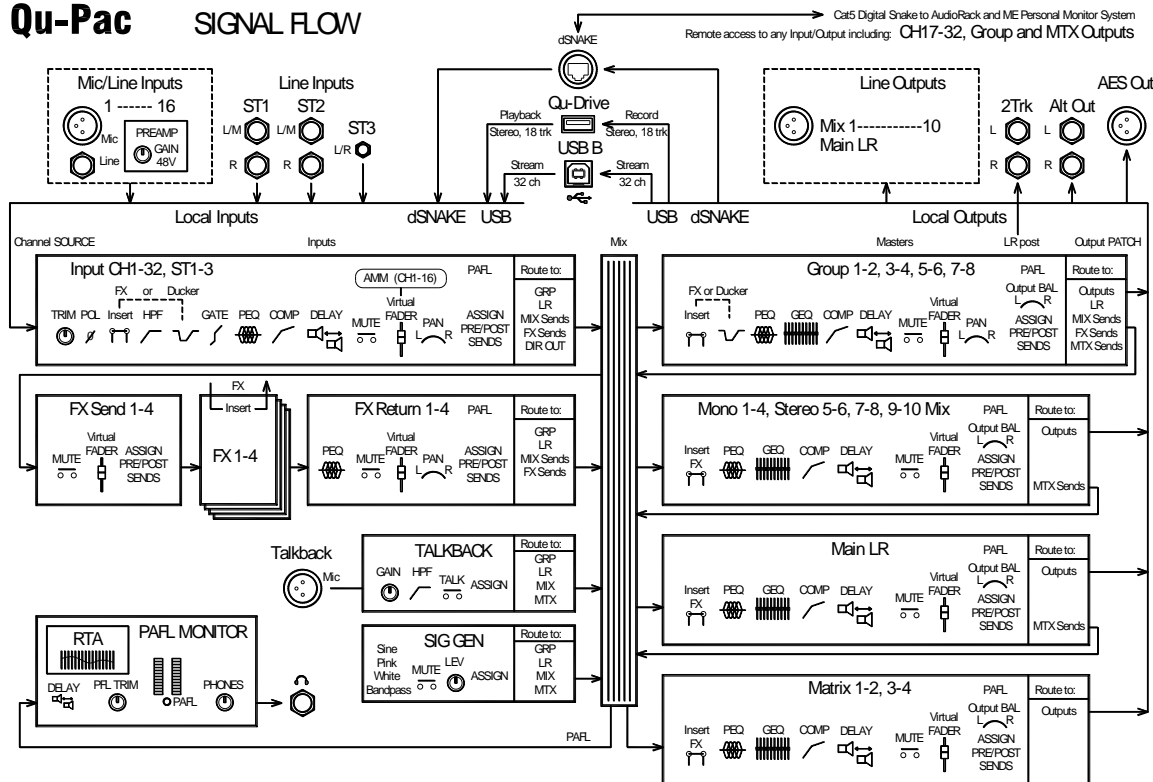 Qu-Pac SIGNAL FLOW
Cat5 Digital Snake to AudioRack and ME Personal Monitor System
Remote access to any Input/Output including: CH17-32, Group and MTX Outputs
dSNAKE
Mic/Line Inputs
1 ------ 16
Mic
Line
PREAMP
GAIN
48V
Line Inputs
ST1 ST2
ST3
L/M
L/M
L/R
R
R
Qu-Drive
Playback
Stereo, 18 trk
Record
Stereo, 18 trk
USB B
Stream
32 ch
Stream
32 ch
Line Outputs
Mix 1-----------10
Main LR
2Trk
Alt Out
L
L
R
R
AES Out
Local Inputs
dSNAKE USB
USB dSNAKE
Local Outputs
Channel SOURCE
Inputs
Mix
Masters
LR post
Output PATCH
Input CH1-32, ST1-3
FX or Ducker
AMM (CH1-16)
PAFL
TRIM POL Insert HPF GATE PEQ COMP DELAY
MUTE
Virtual
FADER
L PAN R
ASSIGN
PRE/POST
SENDS
Route to:
GRP
LR
MIX Sends
FX Sends
DIR OUT
Group 1-2, 3-4, 5-6, 7-8
FX or Ducker
Insert
PEQ GEQ COMP DELAY
MUTE
Virtual
FADER
L PAN R
PAFL
Output BAL
L R
ASSIGN
PRE/POST
SENDS
Route to:
Outputs
LR
MIX Sends
FX Sends
MTX Sends
FX Send 1-4
MUTE
Virtual
FADER
ASSIGN
PRE/POST
SENDS
FX
Insert
FX 1-4
FX Return 1-4
PAFL
PEQ
MUTE
Virtual
FADER
L PAN R
ASSIGN
PRE/POST
SENDS
Route to:
GRP
LR
MIX Sends
FX Sends
Mono 1-4, Stereo 5-6, 7-8, 9-10 Mix
Insert
FX
PEQ GEQ COMP DELAY
MUTE
Virtual
FADER
PAFL
Output BAL
L R
ASSIGN
PRE/POST
SENDS
Route to:
Outputs
MTX Sends
Talkback
Mic
TALKBACK
GAIN HPF
TALK
ASSIGN
Route to:
GRP
LR
MIX
MTX
Main LR
Insert
FX
PEQ GEQ COMP DELAY
MUTE
Virtual
FADER
PAFL
Output BAL
L R
ASSIGN
PRE/POST
SENDS
Route to:
Outputs
MTX Sends
PAFL MONITOR
RTA
DELAY
PFL TRIM
PAFL
PHONES
SIG GEN
Sine
Pink
White
Bandpass
MUTE
LEV
ASSIGN
Route to:
GRP
LR
MIX
MTX
PAFL
Matrix 1-2, 3-4
Insert
FX
PEQ GEQ COMP DELAY
MUTE
Virtual
FADER
PAFL
Output BAL
L R
ASSIGN
PRE/POST
SENDS
Route to:
Outputs